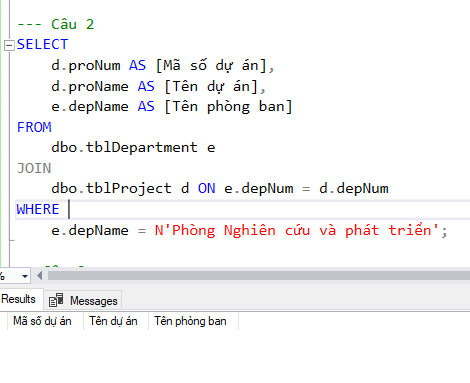 --- Câu 2
SELECT
d.proNum AS [Mã số dự án],
d.proName AS [Tên dự án],
e.depName AS [Tên phòng ban]
FROM
dbo.tblDepartment e
JOIN
dbo.tblProject d ON e.depNum = d.depNum
WHERE
e.depName = N'Phòng Nghiên cứu và phát triển';
%
Results Messages
Mã số dự án Tên dự án Tên phòng ban